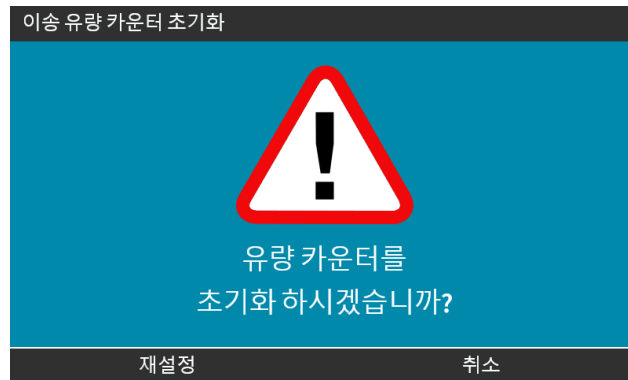 이송 유량 카운터 초기화
!
유량 카운터를
초기화 하시겠습니까?
재설정 취소